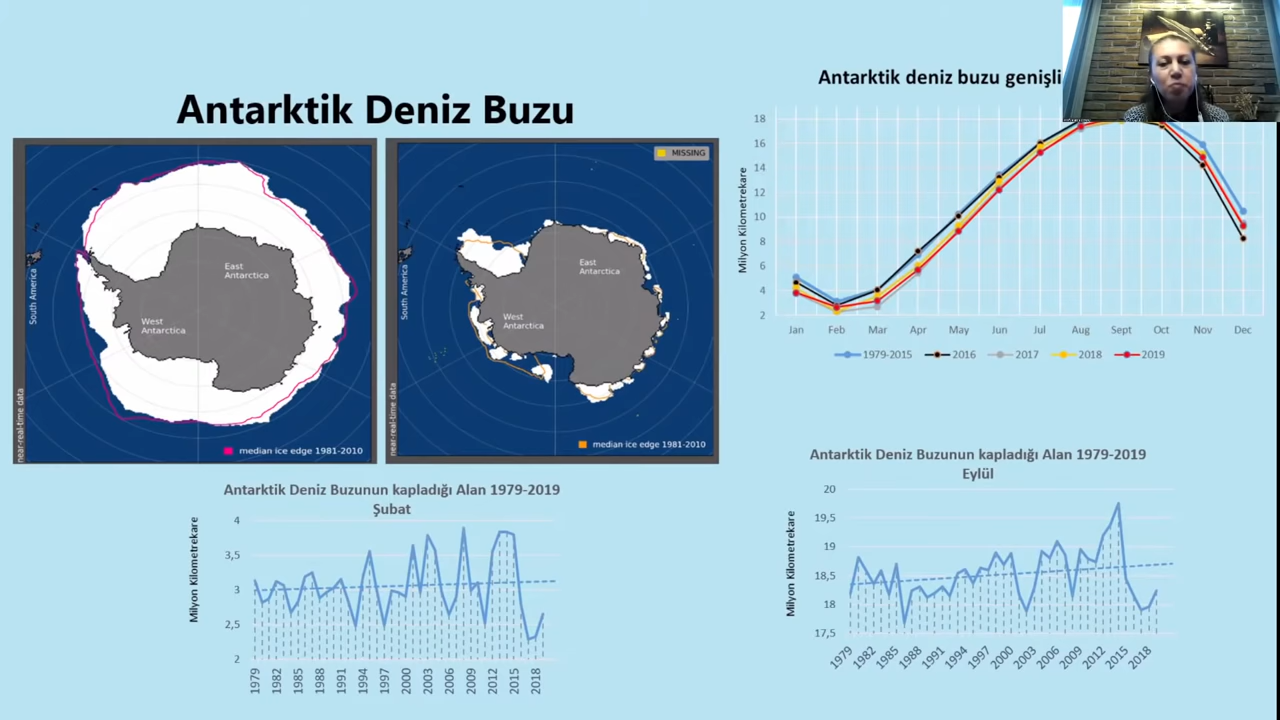 Antarktik Deniz Buzu
MISSING
East
Antarctica
West
Antarctica
South America
near-real-time data
median ice edge 1981-2010
East
Antarctica
West
Antarctica
South America
near-real-time data
median ice edge 1981-2010
Antarktik deniz buzu genişli
Milyon Kilometrekare
18
16
14
12
10
8
6
4
2
Jan Feb Mar Apr May Jun Jul Aug Sept Oct Nov Dec
1979-2015 2016 2017 2018 2019
Antarktik Deniz Buzunun kapladığı Alan 1979-2019
Şubat
Milyon Kilometrekare
4
3,5
3
2,5
2
1979 1982 1985 1988 1991 1994 1997 2000 2003 2006 2009 2012 2015 2018
Antarktik Deniz Buzunun kapladığı Alan 1979-2019
Eylül
Milyon Kilometrekare
20
19,5
19
18,5
18
17,5
1979 1982 1985 1988 1991 1994 1997 2000 2003 2006 2009 2012 2015 2018